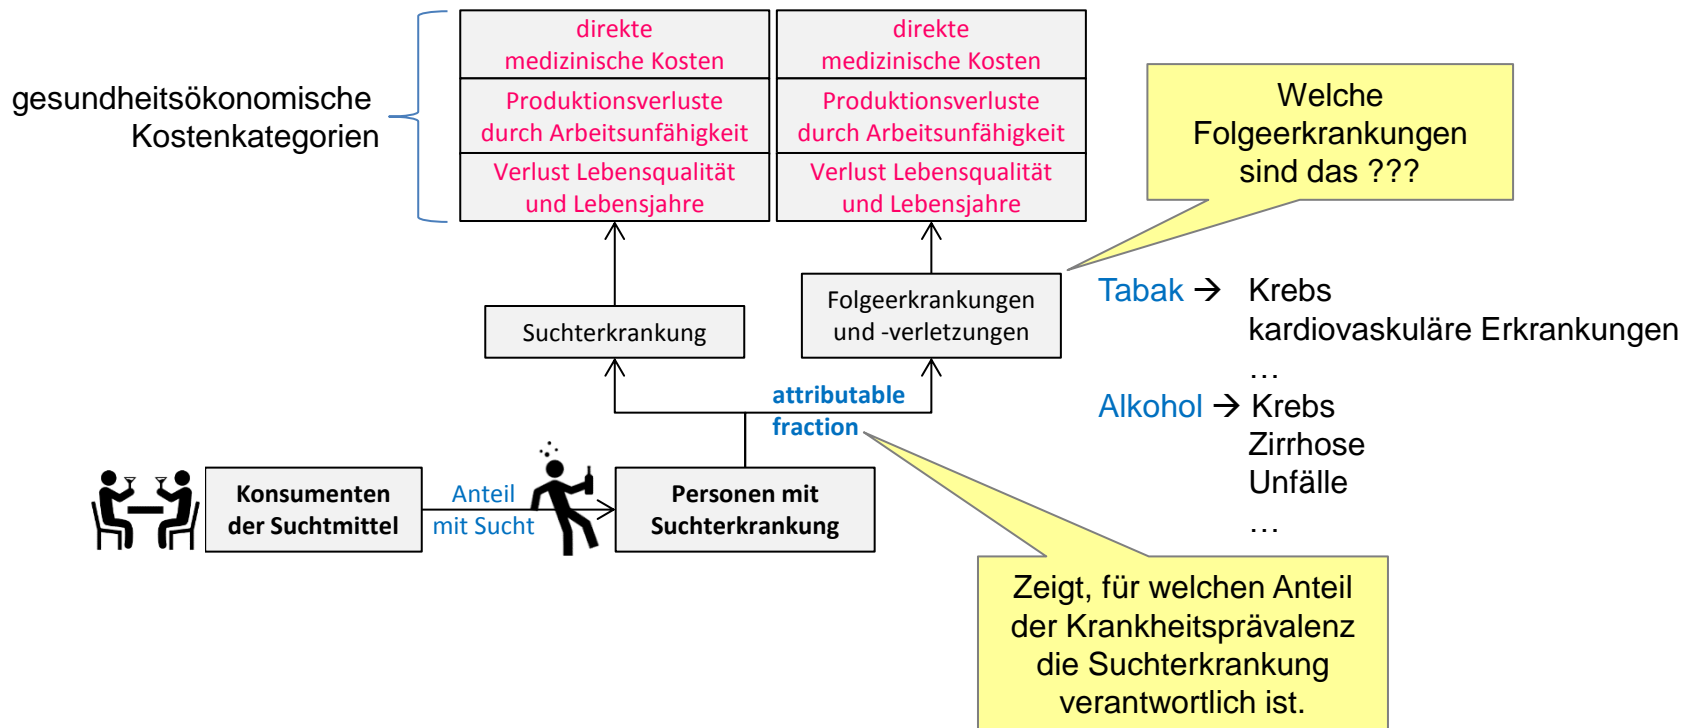 gesundheitsökonomische
Kostenkategorien
direkte
medizinische Kosten
Produktionsverluste
durch Arbeitsunfähigkeit
Verlust Lebensqualität
und Lebensjahre
direkte
medizinische Kosten
Produktionsverluste
durch Arbeitsunfähigkeit
Verlust Lebensqualität
und Lebensjahre
Welche
Folgeerkrankungen
sind das ???
Suchterkrankung
Folgeerkrankungen
und -verletzungen
Tabak → Krebs
kardiovaskuläre Erkrankungen
…
Alkohol → Krebs
Zirrhose
Unfälle
…
attributable
fraction
Konsumenten
der Suchtmittel
Anteil
mit Sucht
Personen mit
Suchterkrankung
Zeigt, für welchen Anteil
der Krankheitsprävalenz
die Suchterkrankung
verantwortlich ist.